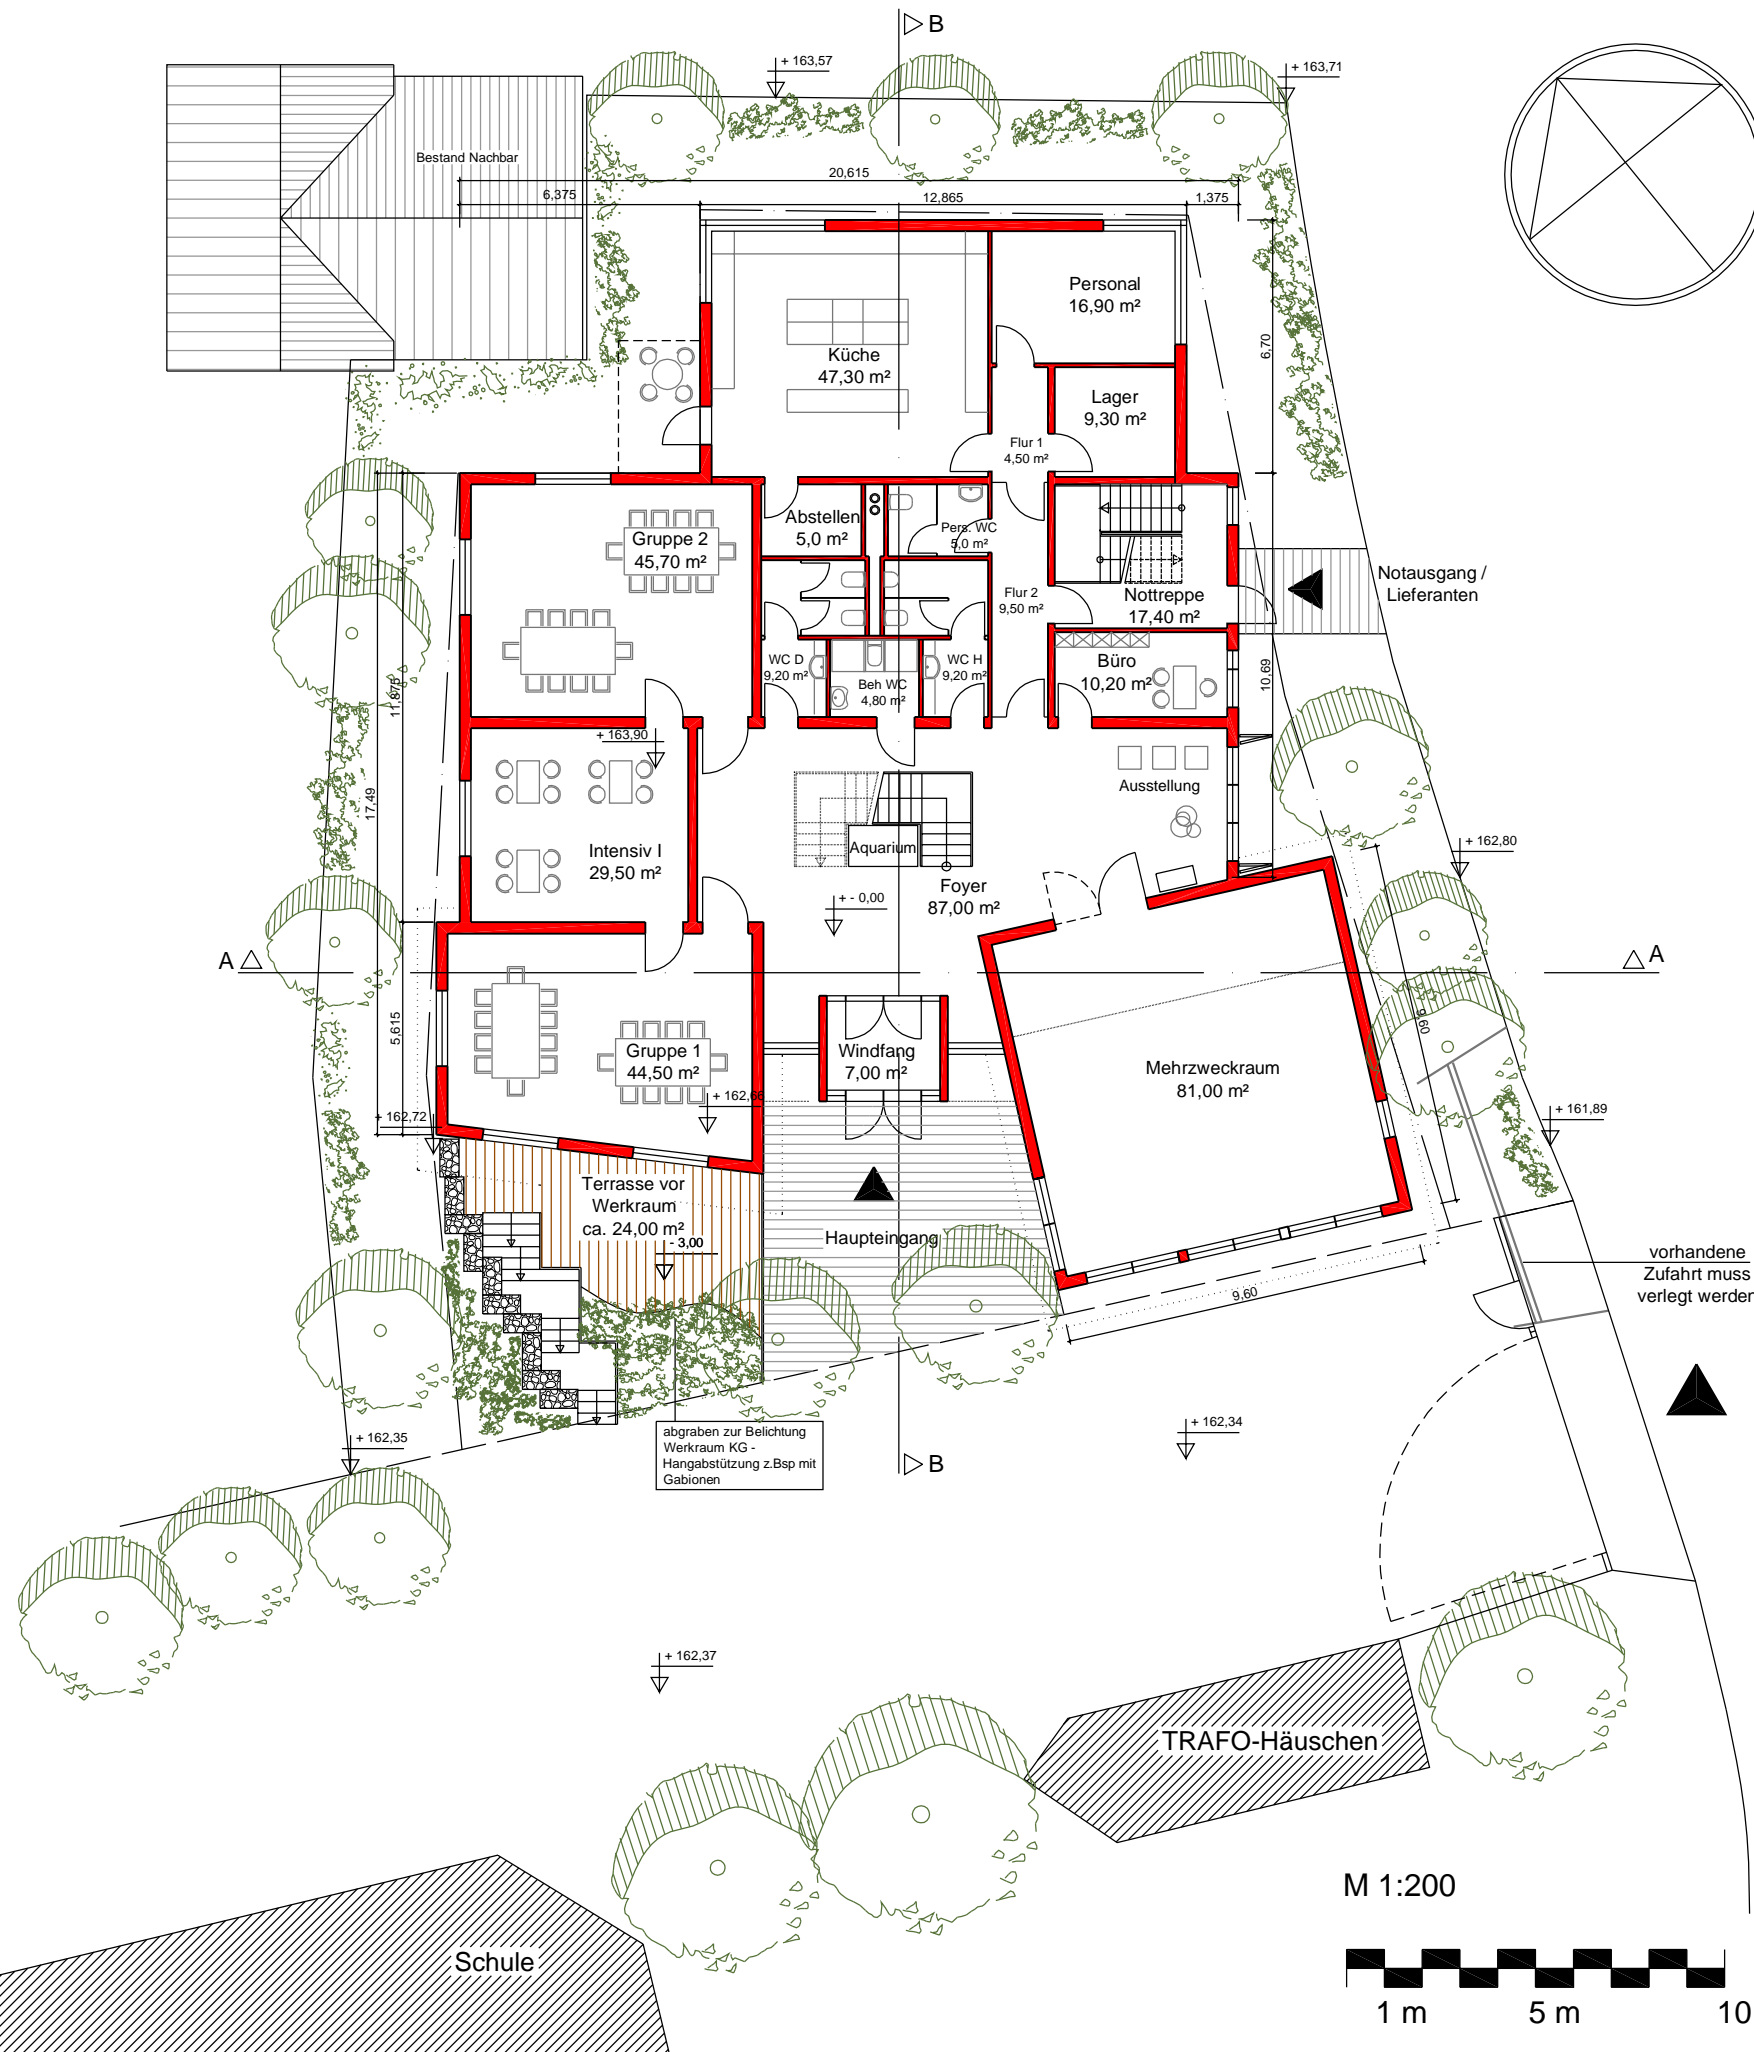 B
+ 163,57
+ 163,71
Bestand Nachbar
20,615
6,375
12,865
1,375
Personal
16,90 m²
6,70
Küche
47,30 m²
Lager
9,30 m²
Flur 1
4,50 m²
Abstellen
5,0 m²
Pers. WC
5,0 m²
Gruppe 2
45,70 m²
Notausgang /
Lieferanten
Flur 2
9,50 m²
Nottreppe
17,40 m²
WC D
9,20 m²
Beh WC
4,80 m²
WC H
9,20 m²
Büro
10,20 m²
10,69
11,875
+ 163,90
17,49
Ausstellung
Intensiv I
29,50 m²
Aquarium
+ 162,80
Foyer
87,00 m²
+ - 0,00
A
A
5,615
9,60
Gruppe 1
44,50 m²
Windfang
7,00 m²
Mehrzweckraum
81,00 m²
+ 162,66
+ 162,72
+ 161,89
Terrasse vor
Werkraum
ca. 24,00 m²
- 3,00
Haupteingang
vorhandene
Zufahrt muss
verlegt werden
9,60
abgraben zur Belichtung
Werkraum KG -
Hangabstützung z.Bsp mit
Gabionen
+ 162,35
+ 162,34
B
+ 162,37
TRAFO-Häuschen
M 1:200
Schule
1 m
5 m
10